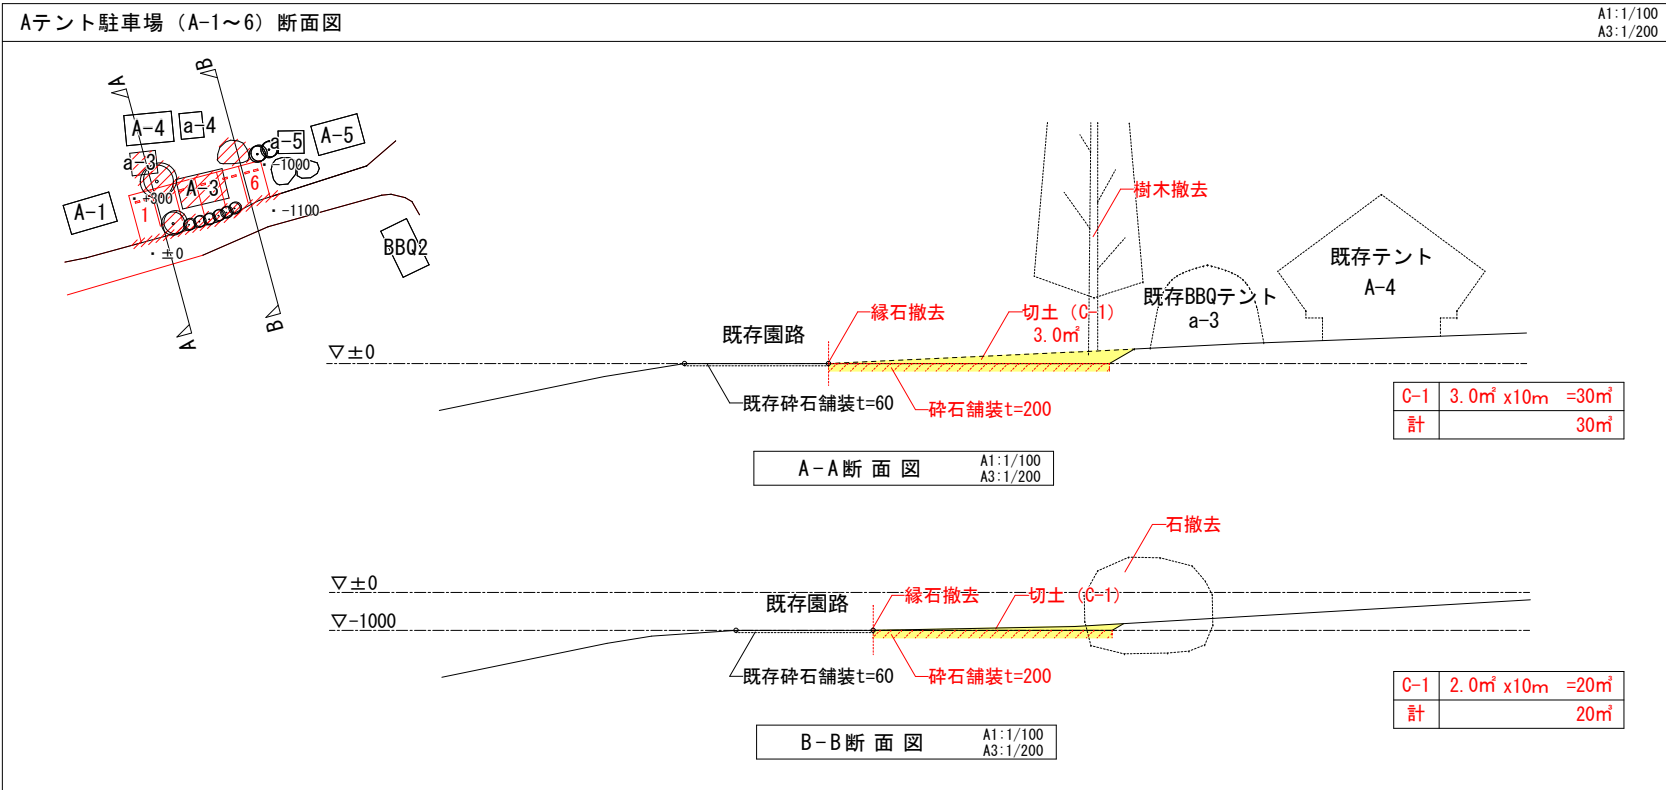 Aテント駐車場（A-1～6）断面図
A1:1/100
A3:1/200
A
B
A-4
a-4
a-5
A-5
a-3
-1000
A-3
6
+300
A-1
1
-1100
±0
BBQ2
A
B
樹木撤去
既存テント
A-4
既存BBQテント
a-3
縁石撤去
切土（C-1）
3.0㎡
既存園路
▽±0
既存砕石舗装t=60
砕石舗装t=200
C-1 3.0㎡ x10m =30㎥
計 30㎥
A-A断面図
A1:1/100
A3:1/200
石撤去
▽±0
既存園路
縁石撤去
切土（C-1）
▽-1000
既存砕石舗装t=60
砕石舗装t=200
C-1 2.0㎡ x10m =20㎥
計 20㎥
B-B断面図
A1:1/100
A3:1/200